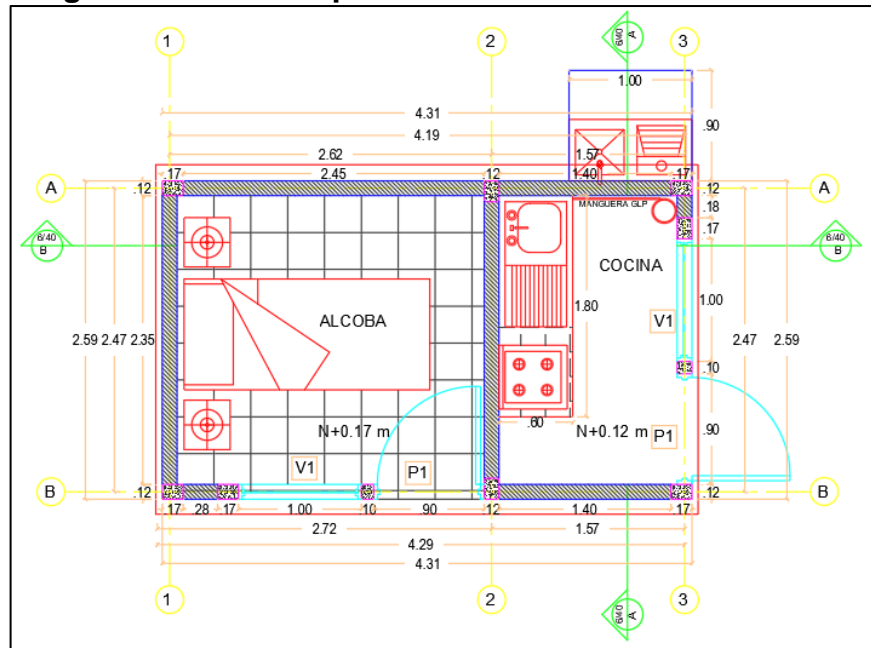 1 2 3
6/40 A
1.00
4.31
.90
4.19
2.62 1.57
.17 2.45 .12 1.40 .17
A .12 .12 A
MANGUERA GLP .18
.17
6/40 B 6/40 B
COCINA
1.80 1.00
ALCOBA V1
2.59 2.47 2.35 2.47 2.59
.10
.60
N+0.17 m N+0.12 m P1 .90
V1 P1
B .12 .12 B
.17 28 .17 1.00 10 .90 12 1.40 .17
2.72 1.57
4.29
4.31
1 2 3
6/40 A